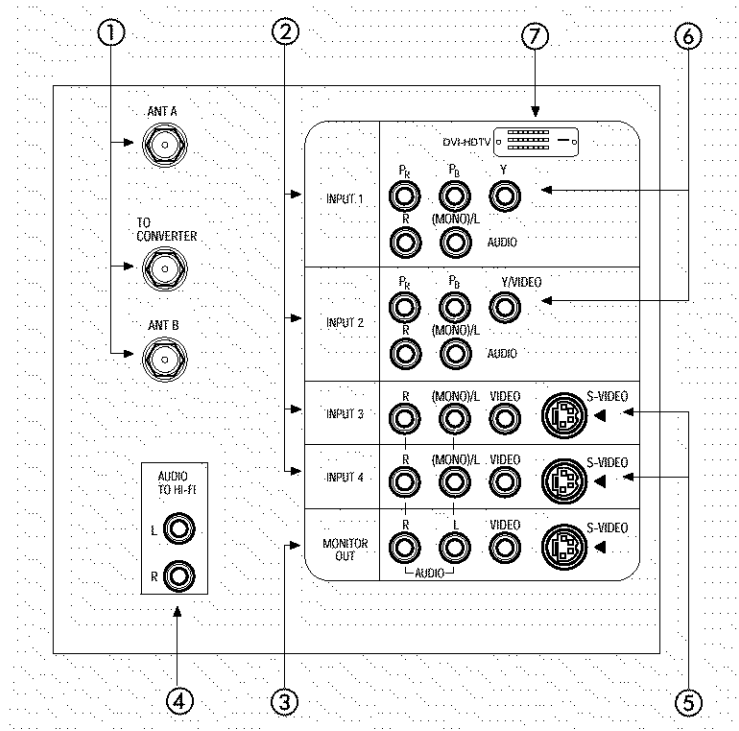 1 2 7 6
ANT A
TO
CONVERTER
ANT B
AUDIO
TO HI-FI
L
R
DVI-HDTV
INPUT 1
PR PB Y
R (MONO)/L AUDIO
INPUT 2
PR PB Y/VIDEO
R (MONO)/L AUDIO
INPUT 3
R (MONO)/L VIDEO S-VIDEO
INPUT 4
R (MONO)/L VIDEO S-VIDEO
MONITOR
OUT
R L VIDEO S-VIDEO
AUDIO
4 3 5